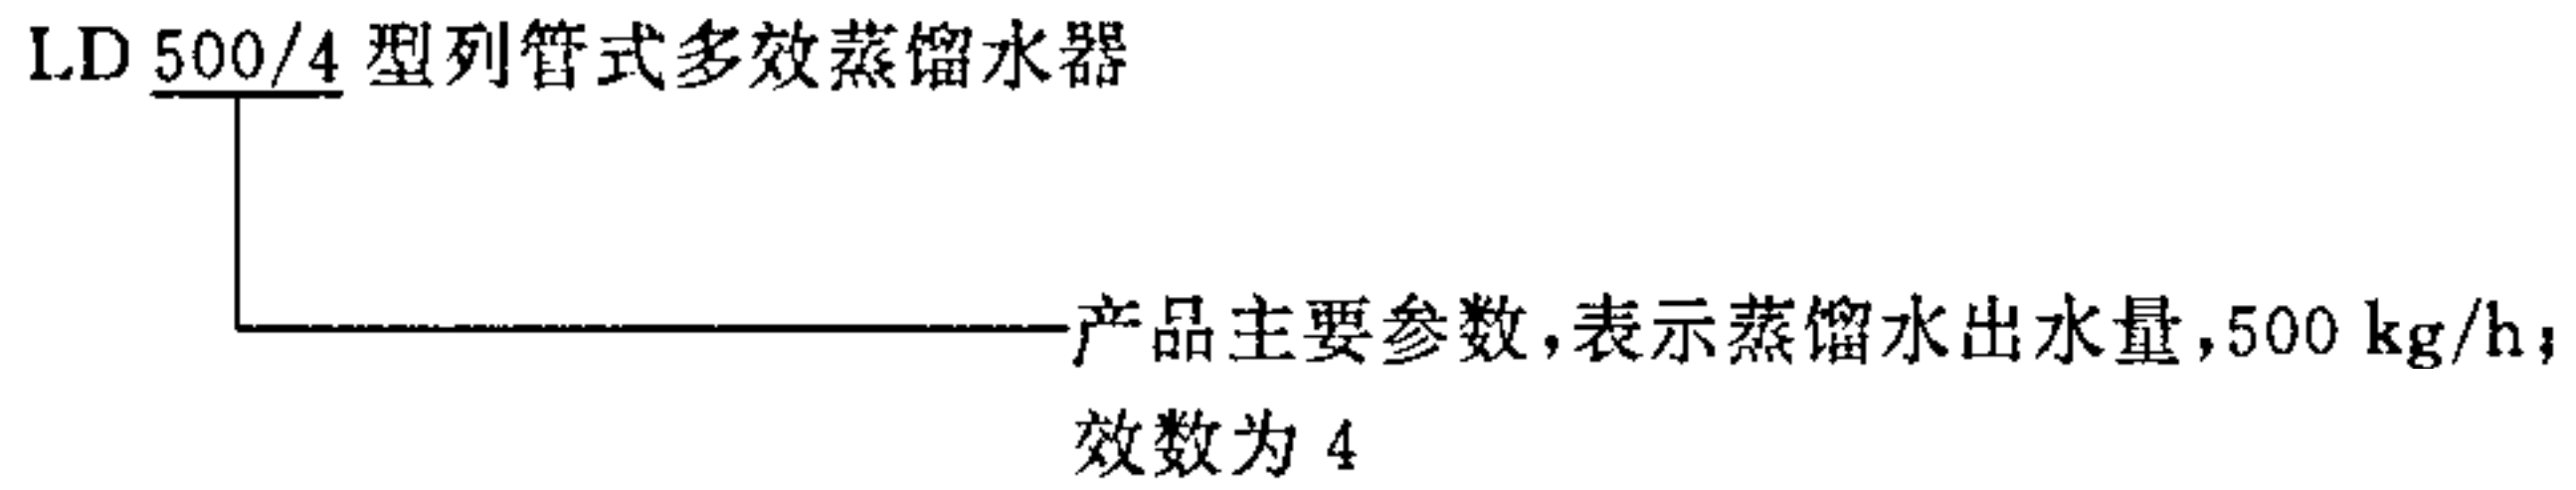 LD 500/4 型列管式多效蒸馏水器
产品主要参数,表示蒸馏水出水量,500 kg/h;
效数为 4